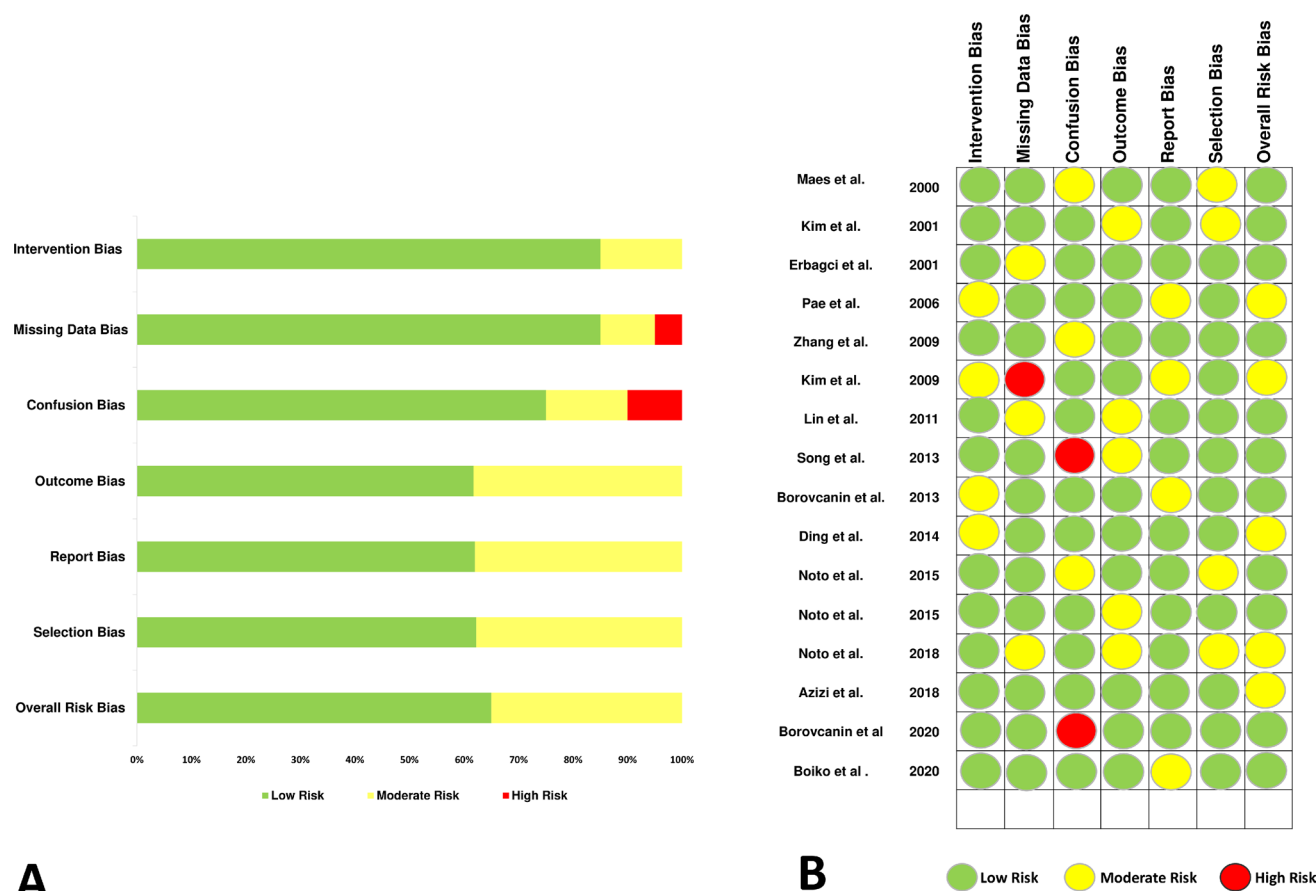 Intervention Bias
Missing Data Bias
Confusion Bias
Outcome Bias
Report Bias
Selection Bias
Overall Risk Bias
0% 10% 20% 30% 40% 50% 60% 70% 80% 90% 100%
Low Risk Moderate Risk High Risk
A
Intervention Bias
Missing Data Bias
Confusion Bias
Outcome Bias
Report Bias
Selection Bias
Overall Risk Bias
Maes et al. 2000
Kim et al. 2001
Erbagci et al. 2001
Pae et al. 2006
Zhang et al. 2009
Kim et al. 2009
Lin et al. 2011
Song et al. 2013
Borovcanin et al. 2013
Ding et al. 2014
Noto et al. 2015
Noto et al. 2015
Noto et al. 2018
Azizi et al. 2018
Borovcanin et al 2020
Boiko et al . 2020
B
Low Risk Moderate Risk High Risk